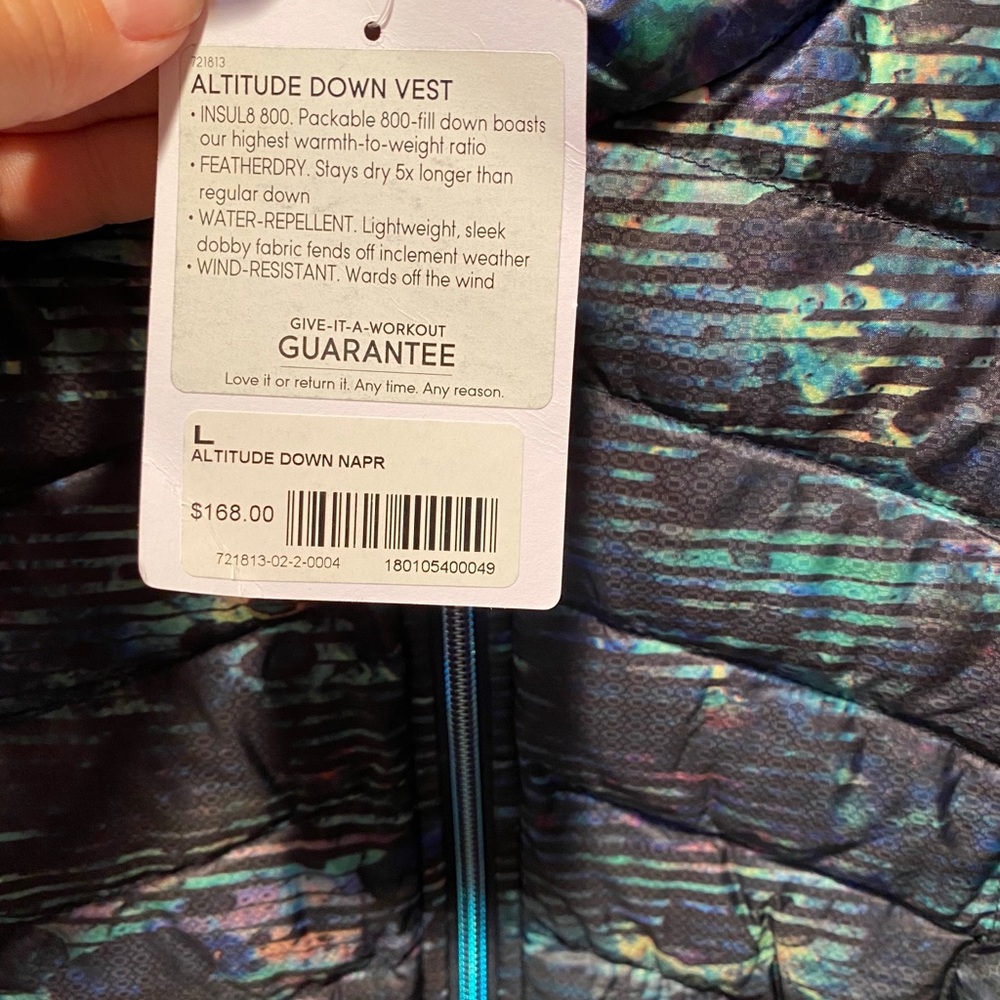 721813
ALTITUDE DOWN VEST
• INSUL8 800. Packable 800-fill down boasts
our highest warmth-to-weight ratio
• FEATHERDRY. Stays dry 5x longer than
regular down
• WATER-REPELLENT. Lightweight, sleek
dobby fabric fends off inclement weather
• WIND-RESISTANT. Wards off the wind
GIVE-IT-A-WORKOUT
GUARANTEE
Love it or return it. Any time. Any reason.
L
ALTITUDE DOWN NAPR
$168.00
721813-02-2-0004 180105400049